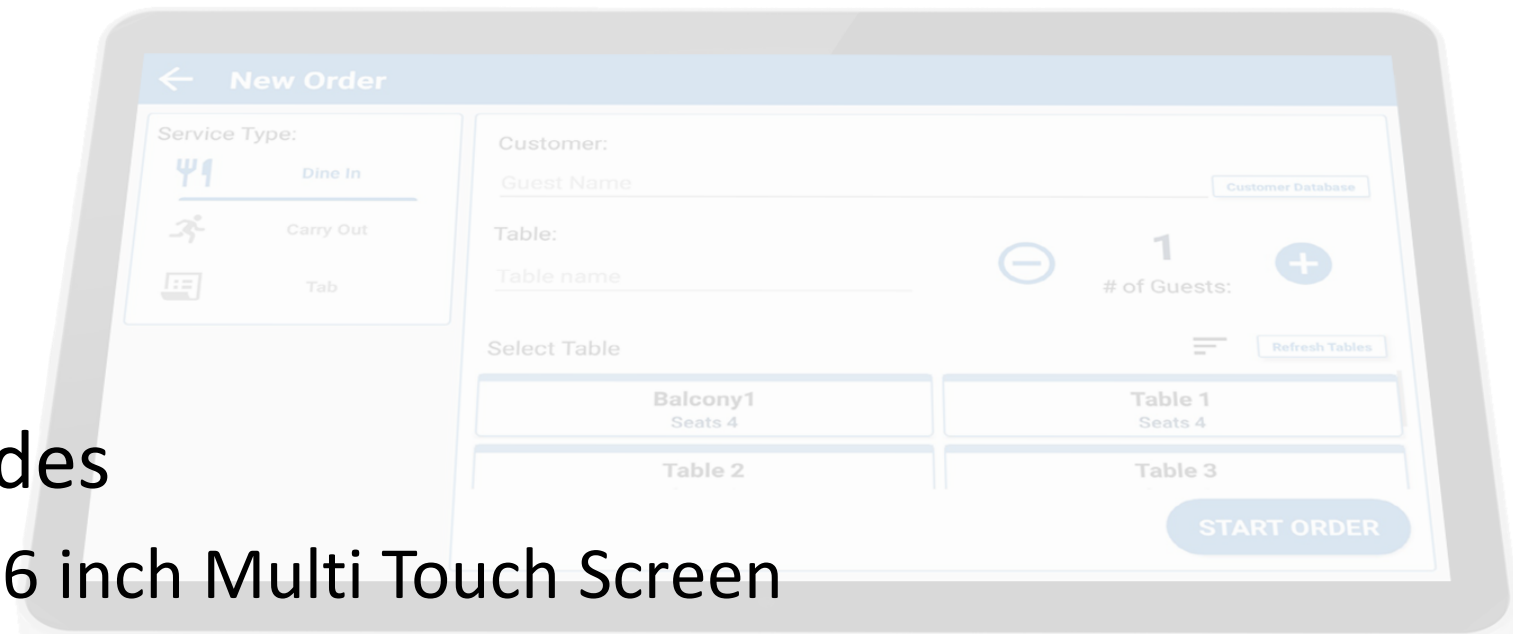 New Order
Service Type:
Dine In
Carry Out
Tab
Customer:
Guest Name
Customer Database
Table:
Table name
1
# of Guests:
Select Table
Refresh Tables
Balcony1
Seats 4
Table 1
Seats 4
Table 2
Table 3
START ORDER
des
6 inch Multi Touch Screen